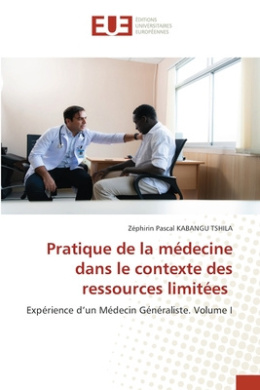 EUE
ÉDITIONS
UNIVERSITAIRES
EUROPÉENNES
Zéphirin Pascal KABANGU TSHILA
Pratique de la médecine
dans le contexte des
ressources limitées
Expérience d'un Médecin Généraliste. Volume I